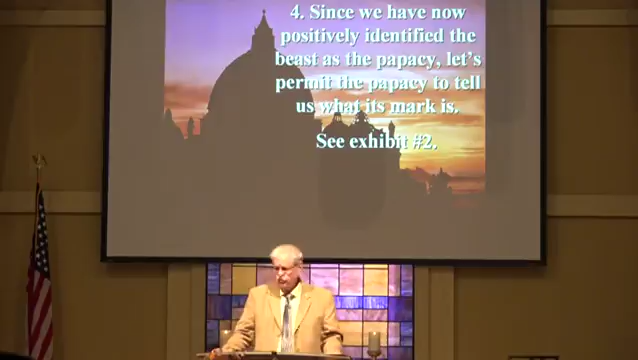 4. Since we have now
positively identified the
beast as the papacy, let's
permit the papacy to tell
us what its mark is.
See exhibit #2.